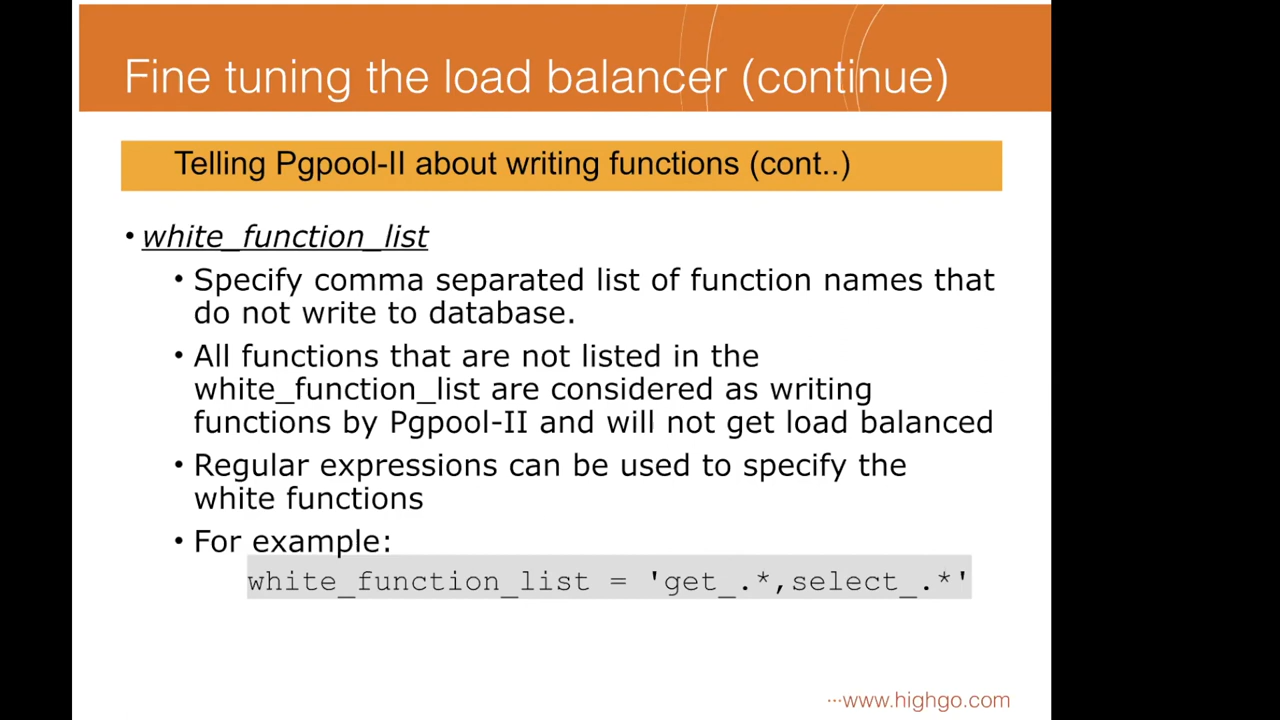 Fine tuning the load balancer (continue)
Telling Pgpool-II about writing functions (cont..)
• white_function_list
• Specify comma separated list of function names that
do not write to database.
• All functions that are not listed in the
white_function_list are considered as writing
functions by Pgpool-II and will not get load balanced
• Regular expressions can be used to specify the
white functions
• For example:
white_function_list = 'get_.*,select_.*'
···www.highgo.com